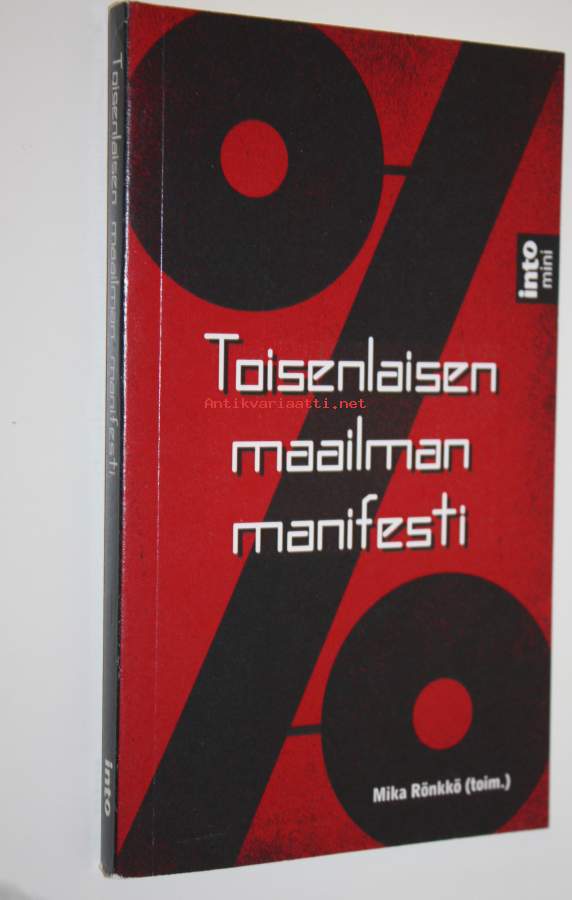 Toisenlaisen maailman manifesti
into
into
mini
Toisenlaisen
Antikvariaatti.net
maailman
manifesti
Mika Rönkkö (toim.)